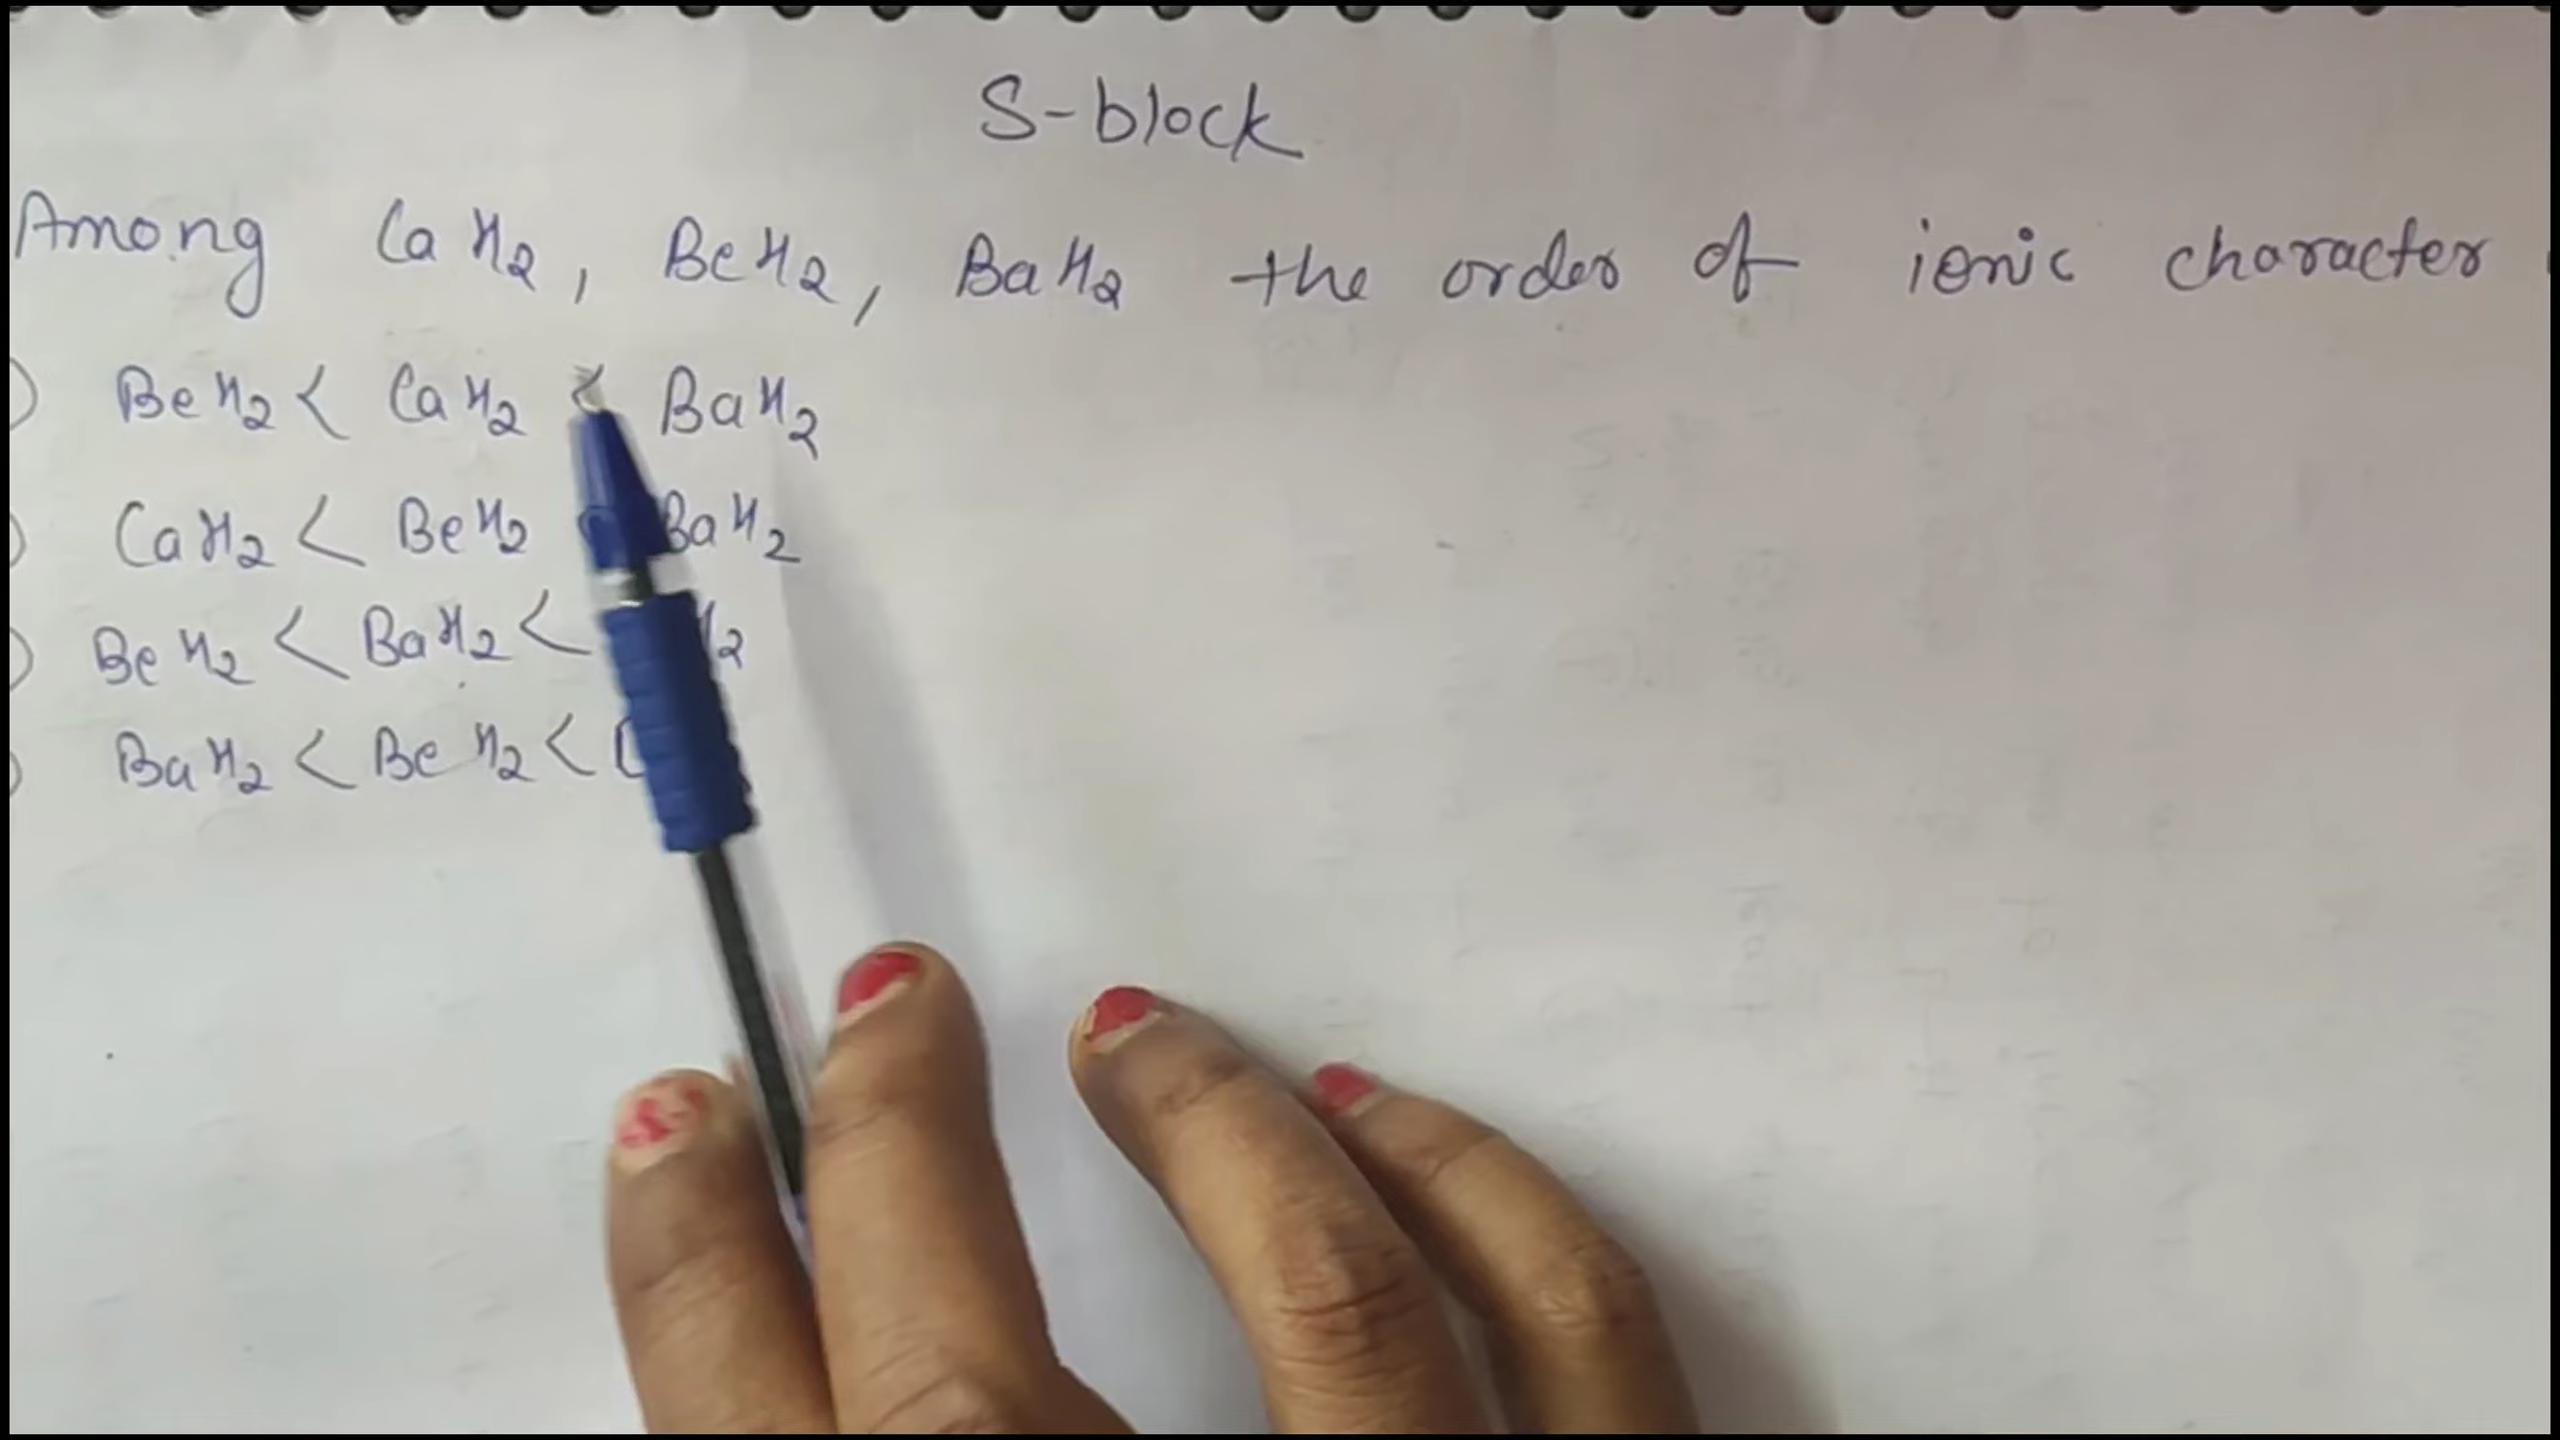 S-block
Among CaH2, BeH2, BaH2 the order of ionic character
) BeH2 < CaH2 < BaH2
) CaH2 < BeH2 BaH2
) BeH2 < BaH2 <
) BaH2 < BeH2 <